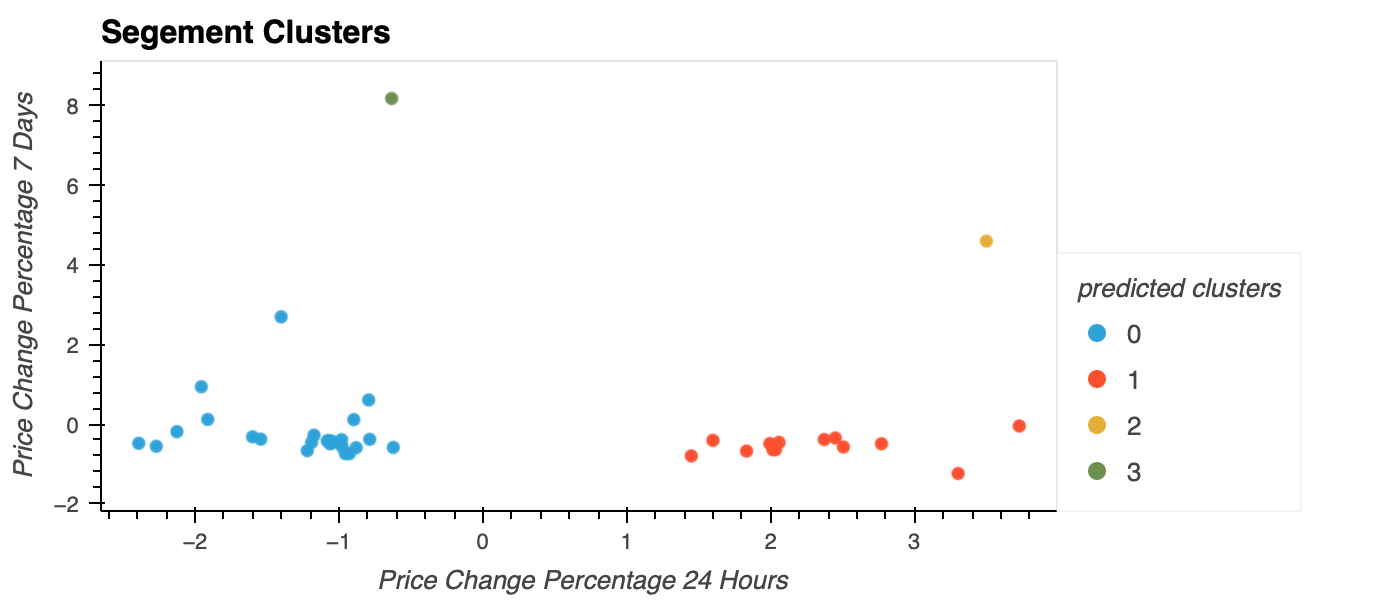 Segement Clusters
Price Change Percentage 7 Days
8
6
4
2
0
−2
−2 −1 0 1 2 3
Price Change Percentage 24 Hours
predicted clusters
0
1
2
3